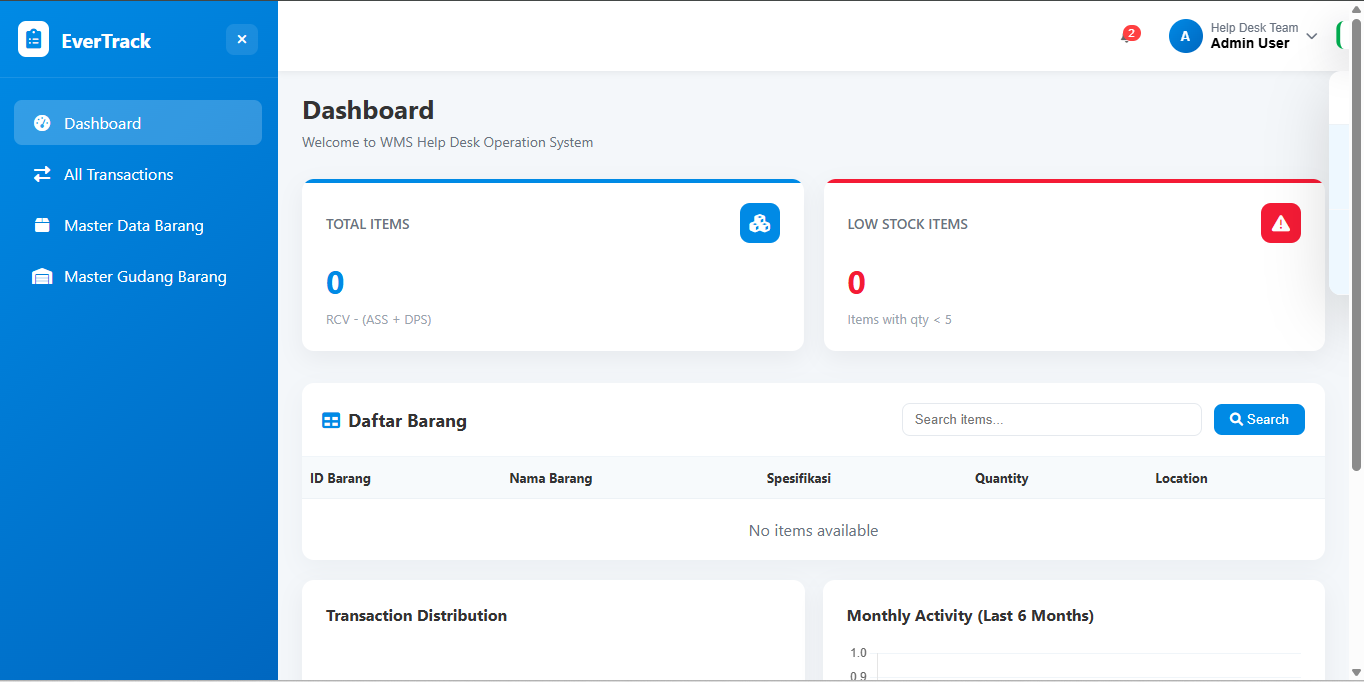 EverTrack
×
Dashboard
All Transactions
Master Data Barang
Master Gudang Barang
2
A
Help Desk Team
Admin User
Dashboard
Welcome to WMS Help Desk Operation System
TOTAL ITEMS
0
RCV - (ASS + DPS)
LOW STOCK ITEMS
0
Items with qty < 5
Daftar Barang
Search items...
Search
ID Barang Nama Barang Spesifikasi Quantity Location
No items available
Transaction Distribution
Monthly Activity (Last 6 Months)
1.0
0.9